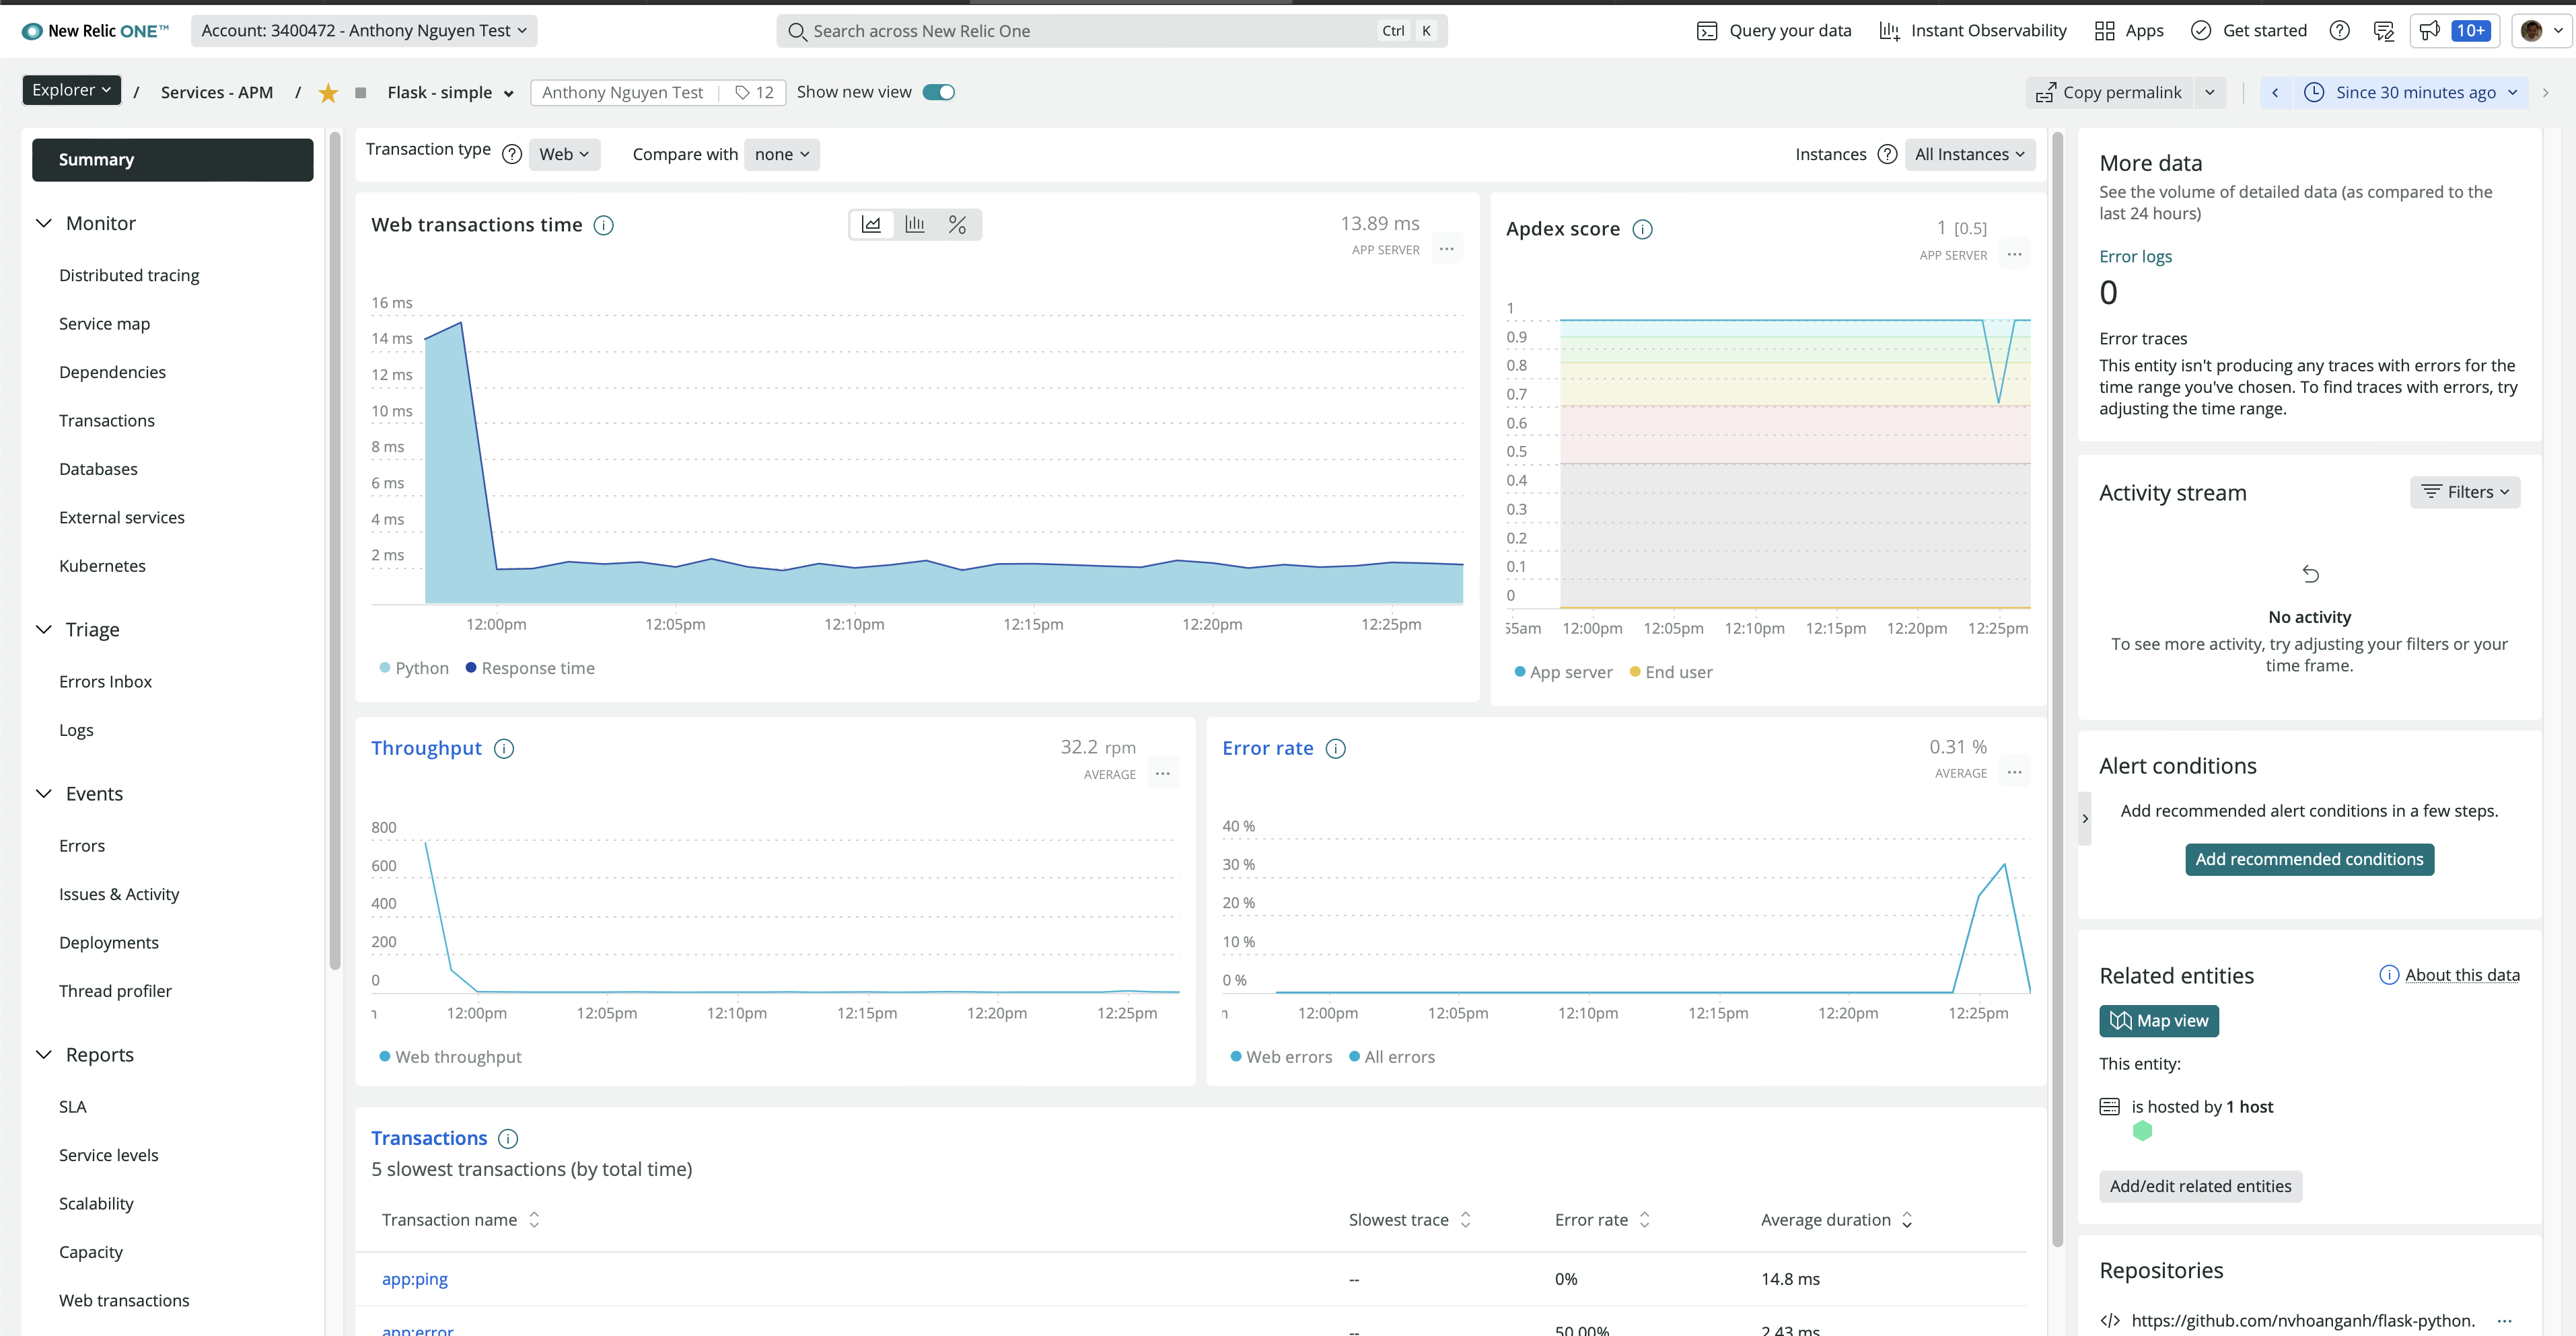 New Relic ONE™
Account: 3400472 - Anthony Nguyen Test
Search across New Relic One
Ctrl K
Query your data
Instant Observability
Apps
Get started
10+
Explorer / Services - APM / Flask - simple
Anthony Nguyen Test 12
Show new view
Copy permalink
Since 30 minutes ago
Summary
Monitor
Distributed tracing
Service map
Dependencies
Transactions
Databases
External services
Kubernetes
Triage
Errors Inbox
Logs
Events
Errors
Issues & Activity
Deployments
Thread profiler
Reports
SLA
Service levels
Scalability
Capacity
Web transactions
Transaction type Web Compare with none
Instances All Instances
Web transactions time
%
13.89 ms
APP SERVER
16 ms
14 ms
12 ms
10 ms
8 ms
6 ms
4 ms
2 ms
12:00pm 12:05pm 12:10pm 12:15pm 12:20pm 12:25pm
Python Response time
Apdex score
1 [0.5]
APP SERVER
1
0.9
0.8
0.7
0.6
0.5
0.4
0.3
0.2
0.1
0
55am 12:00pm 12:05pm 12:10pm 12:15pm 12:20pm 12:25pm
App server End user
Throughput
32.2 rpm
AVERAGE
800
600
400
200
0
12:00pm 12:05pm 12:10pm 12:15pm 12:20pm 12:25pm
Web throughput
Error rate
0.31 %
AVERAGE
40 %
30 %
20 %
10 %
0 %
12:00pm 12:05pm 12:10pm 12:15pm 12:20pm 12:25pm
Web errors All errors
Transactions
5 slowest transactions (by total time)
Transaction name Slowest trace Error rate Average duration
app:ping -- 0% 14.8 ms
app:error -- 50.00% 2.43 ms
More data
See the volume of detailed data (as compared to the
last 24 hours)
Error logs
0
Error traces
This entity isn't producing any traces with errors for the
time range you've chosen. To find traces with errors, try
adjusting the time range.
Activity stream
Filters
No activity
To see more activity, try adjusting your filters or your
time frame.
Alert conditions
Add recommended alert conditions in a few steps.
Add recommended conditions
Related entities
About this data
Map view
This entity:
is hosted by 1 host
Add/edit related entities
Repositories
https://github.com/nvhoanganh/flask-python.